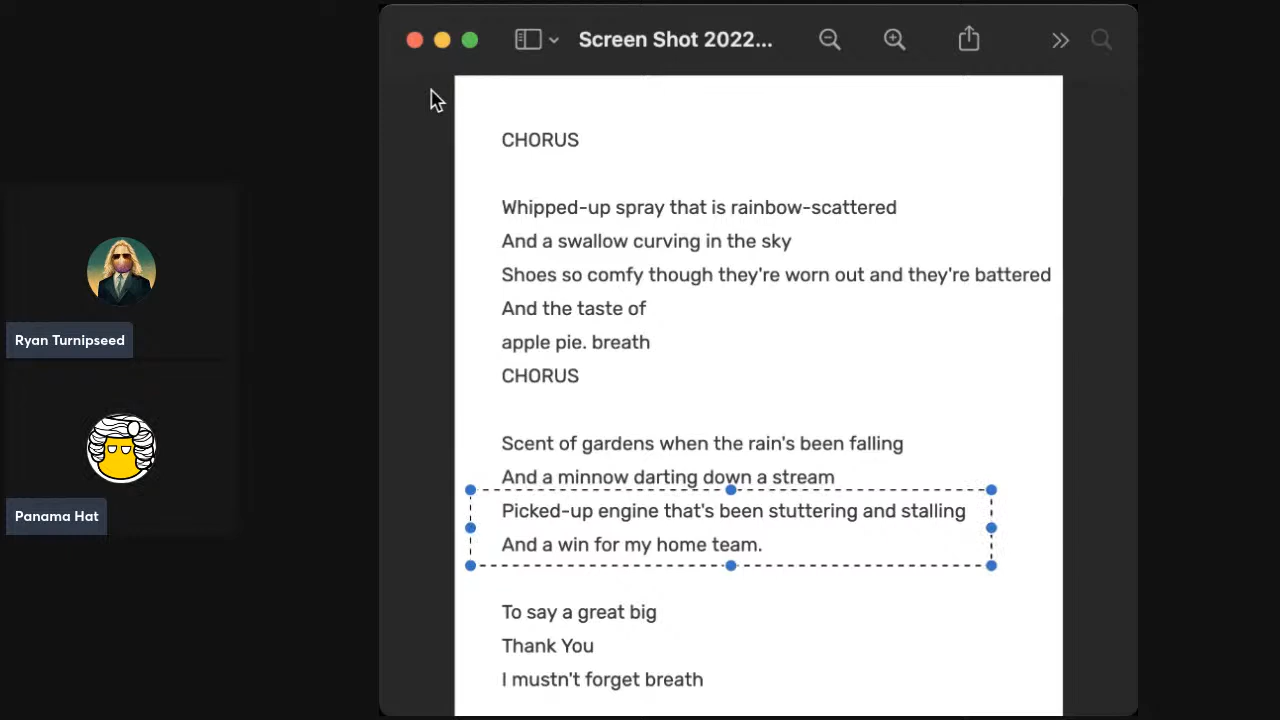 Screen Shot 2022...
CHORUS
Whipped-up spray that is rainbow-scattered
And a swallow curving in the sky
Shoes so comfy though they're worn out and they're battered
And the taste of
apple pie. breath
CHORUS
Scent of gardens when the rain's been falling
And a minnow darting down a stream
Picked-up engine that's been stuttering and stalling
And a win for my home team.
To say a great big
Thank You
I mustn't forget breath
Ryan Turnipseed
Panama Hat